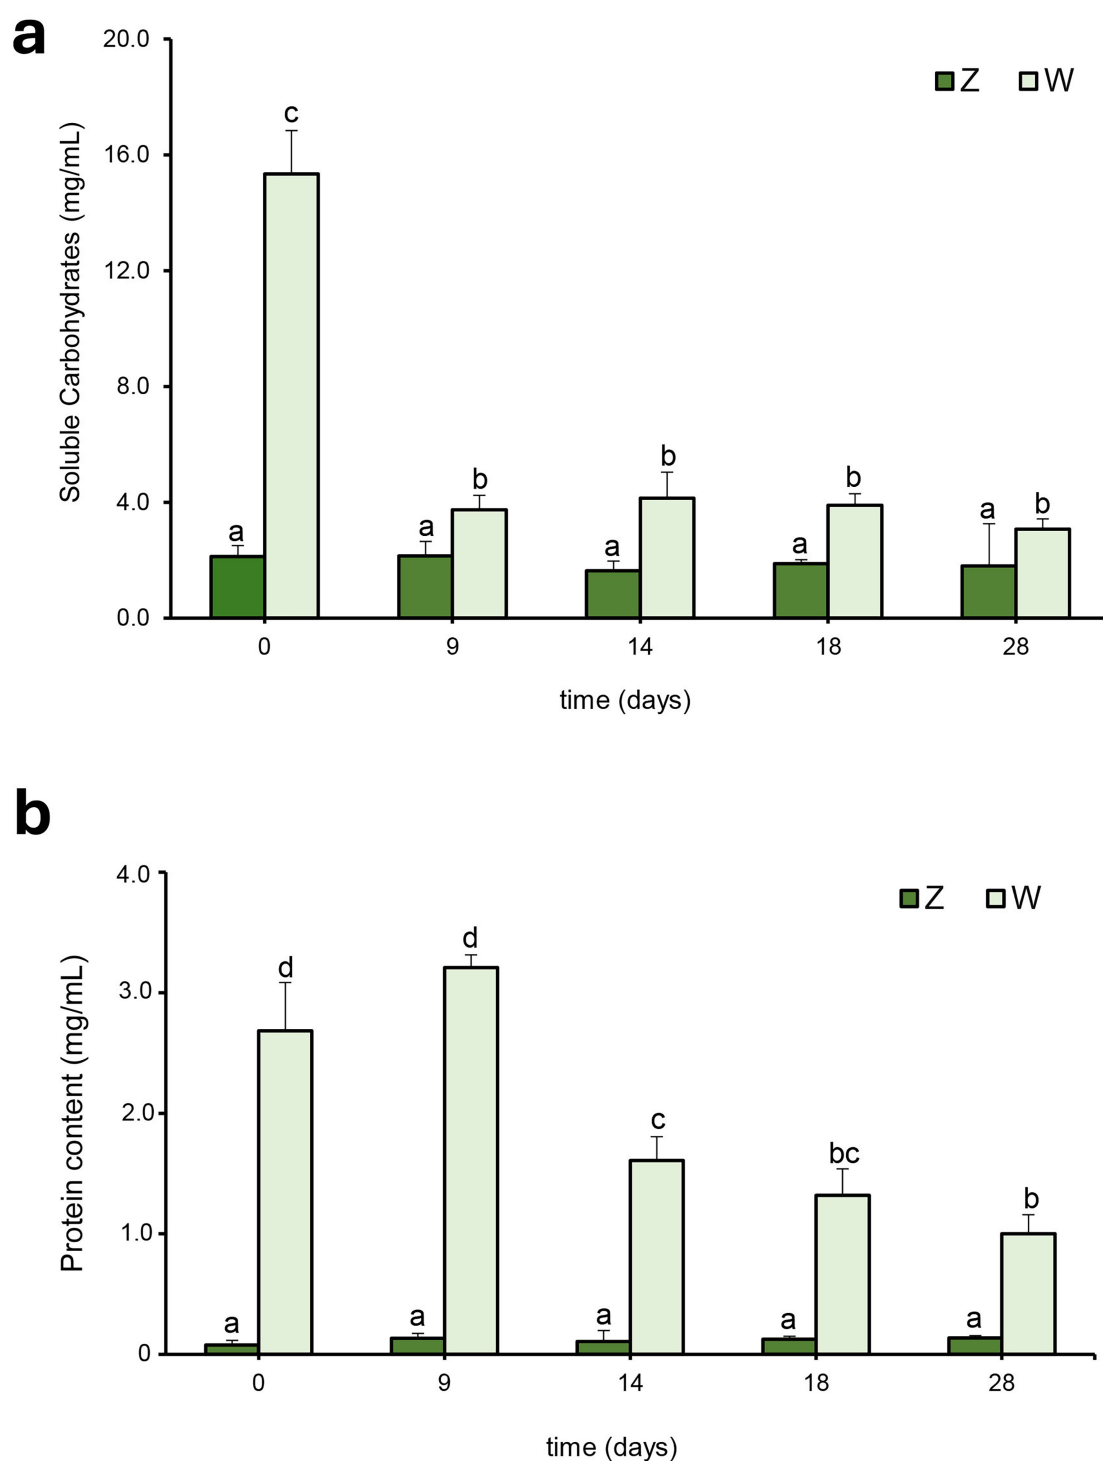 a
20.0
Z W
c
16.0
Soluble Carbohydrates (mg/mL)
12.0
8.0
b b b
4.0 a a a a a b
0.0
0 9 14 18 28
time (days)
b
4.0
Z W
d d
3.0
Protein content (mg/mL)
2.0
c bc b
1.0
a a a a a
0
0 9 14 18 28
time (days)